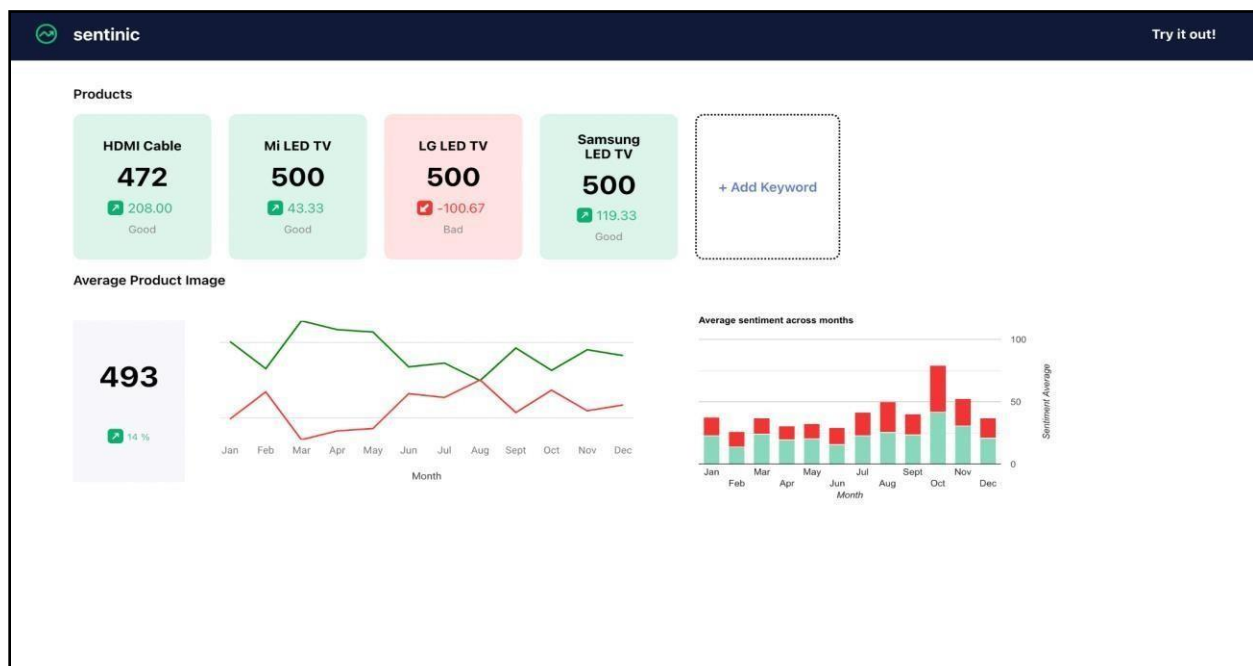 sentinic
Try it out!
Products
HDMI Cable
472
208.00
Good
Mi LED TV
500
43.33
Good
LG LED TV
500
-100.67
Bad
Samsung
LED TV
500
119.33
Good
+ Add Keyword
Average Product Image
493
14 %
Jan Feb Mar Apr May Jun Jul Aug Sept Oct Nov Dec
Month
Average sentiment across months
100
50
0
Sentiment Average
Jan Mar May Jul Sept Nov
Feb Apr Jun Aug Oct Dec
Month